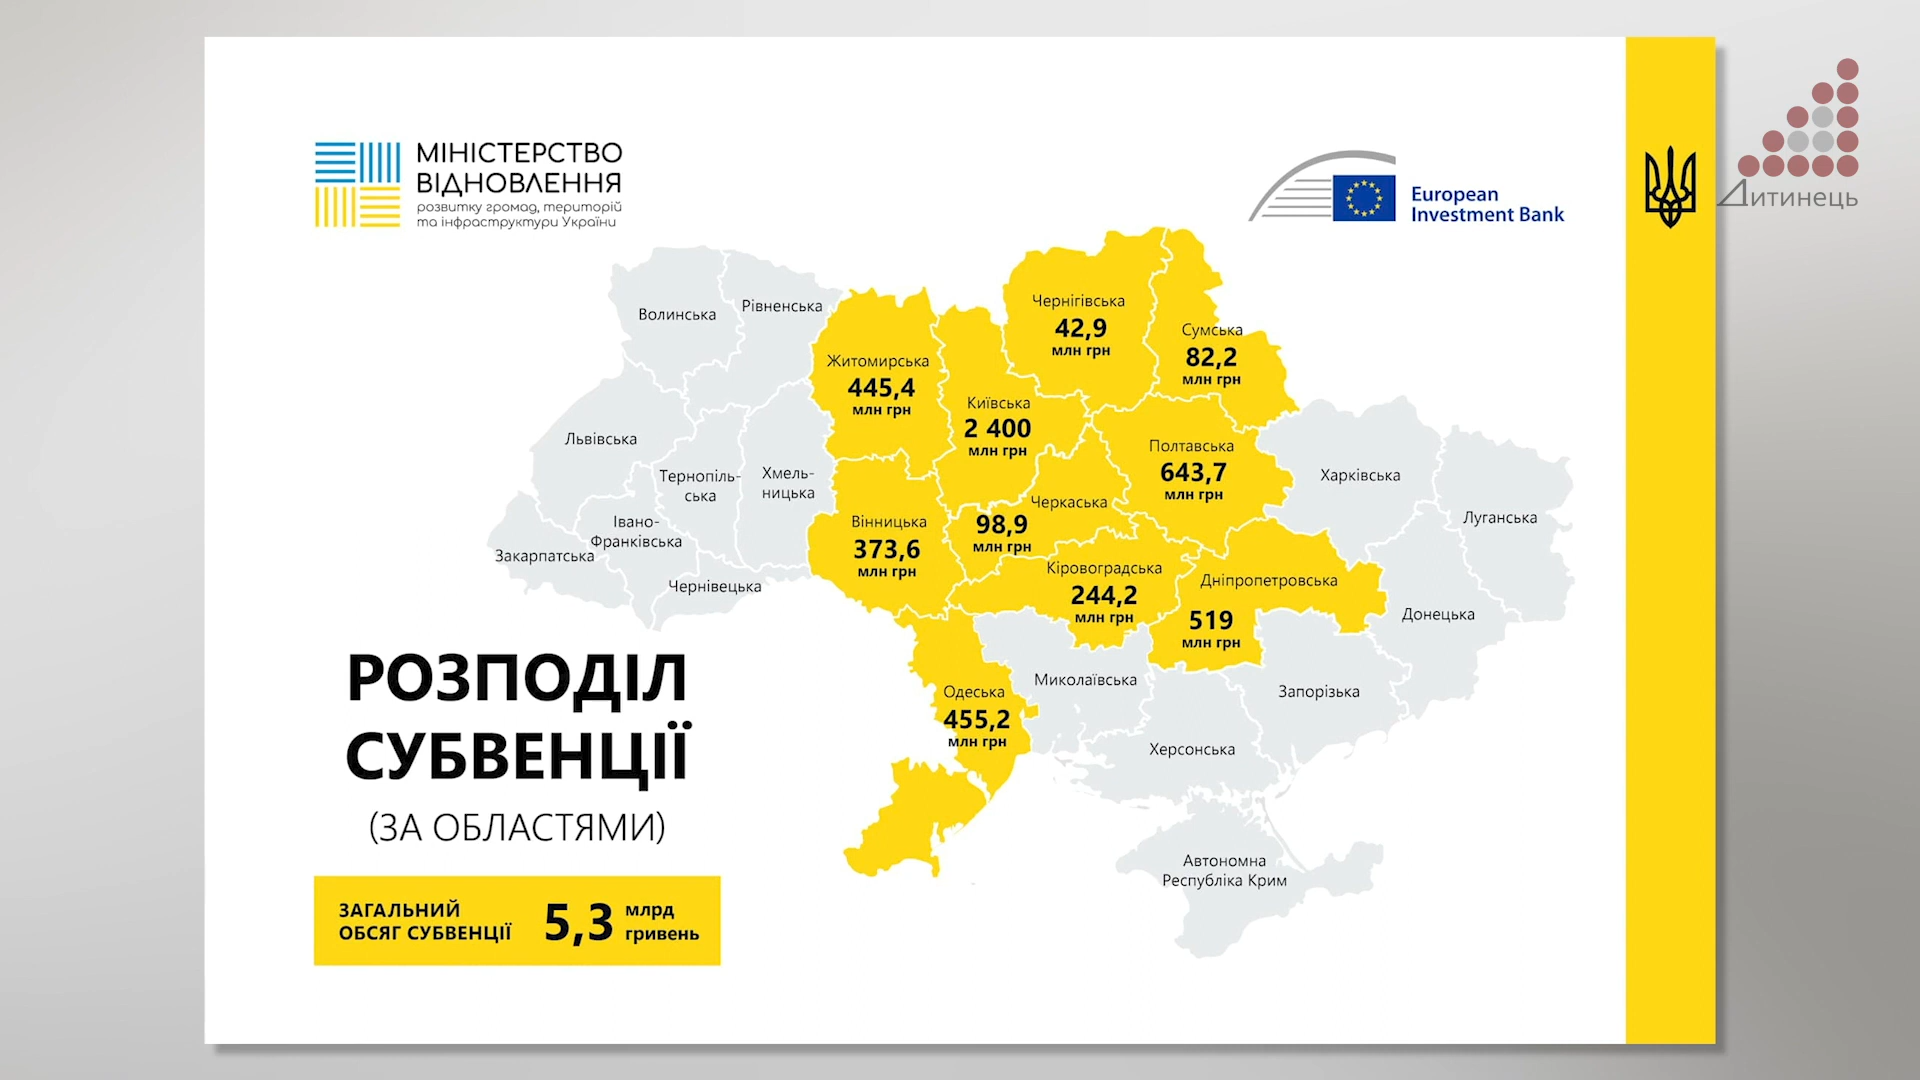 МІНІСТЕРСТВО
ВІДНОВЛЕННЯ
розвитку громад, територій
та інфраструктури України
European
Investment Bank
Дитинець
Волинська
Рівненська
Житомирська
445,4
млн грн
Київська
2 400
млн грн
Чернігівська
42,9
млн грн
Сумська
82,2
млн грн
Львівська
Тернопіль-
ська
Хмель-
ницька
Івано-
Франківська
Закарпатська
Чернівецька
Вінницька
373,6
млн грн
Черкаська
98,9
млн грн
Полтавська
643,7
млн грн
Харківська
Луганська
Кіровоградська
244,2
млн грн
Дніпропетровська
519
млн грн
Донецька
Одеська
455,2
млн грн
Миколаївська
Запорізька
Херсонська
Автономна
Республіка Крим
РОЗПОДІЛ
СУБВЕНЦІЇ
(ЗА ОБЛАСТЯМИ)
ЗАГАЛЬНИЙ
ОБСЯГ СУБВЕНЦІЇ
5,3 млрд
гривень